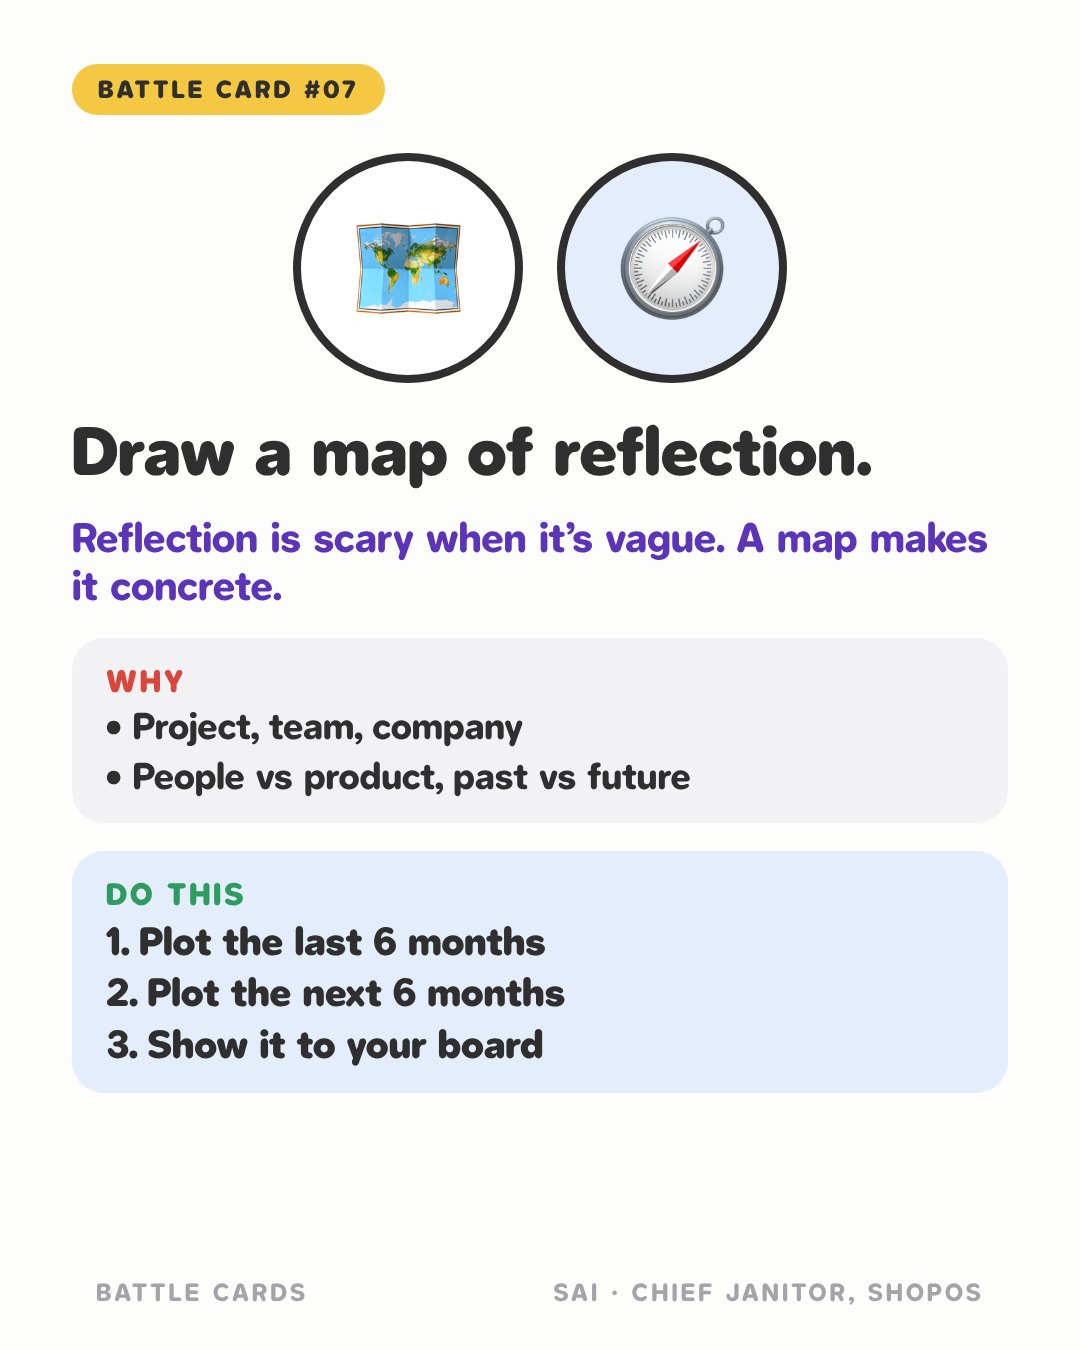 BATTLE CARD #07
Draw a map of reflection.
Reflection is scary when it’s vague. A map makes
it concrete.
WHY
• Project, team, company
• People vs product, past vs future
DO THIS
1. Plot the last 6 months
2. Plot the next 6 months
3. Show it to your board
BATTLE CARDS
SAI · CHIEF JANITOR, SHOPOS